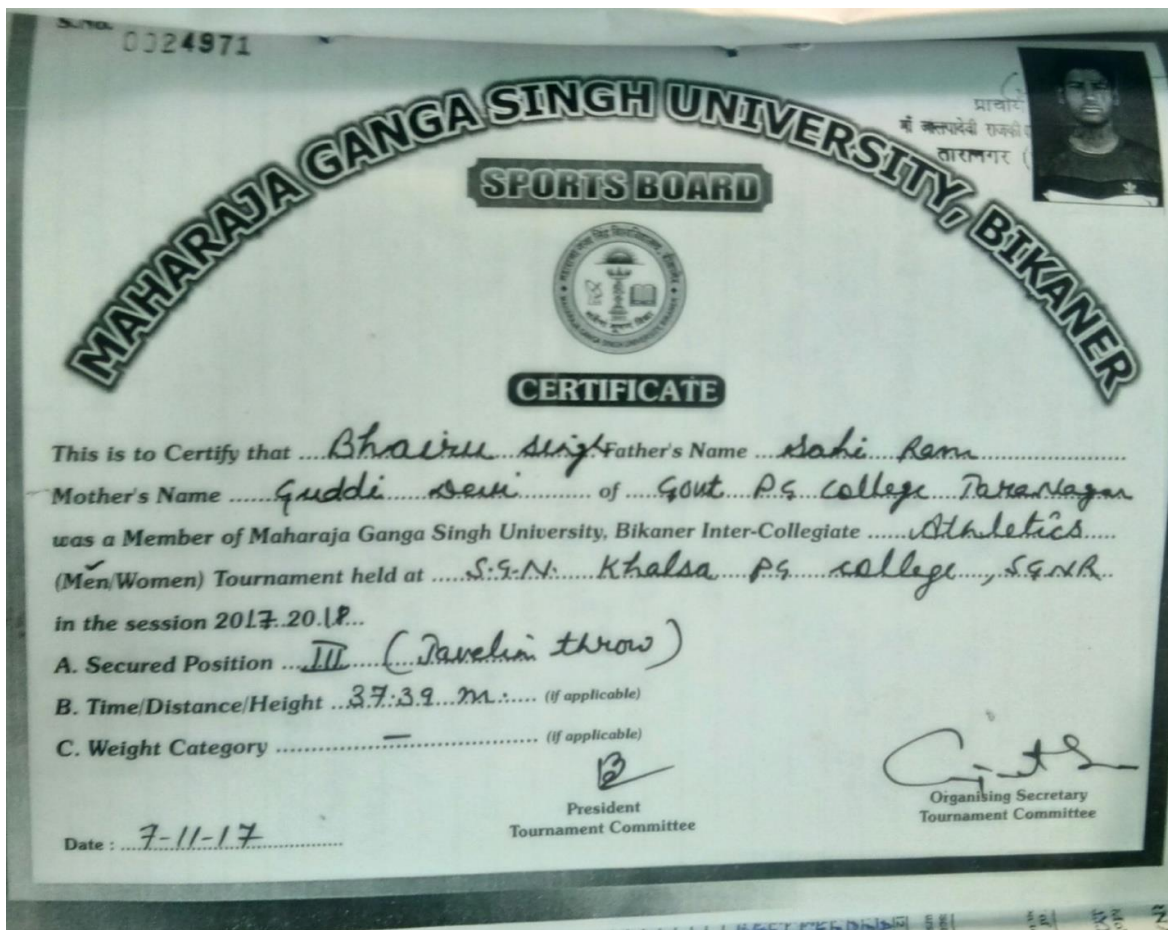 S.No.
0024971
प्राचार्य
तारानगर (
MAHARAJA GANGA SINGH UNIVERSITY, BIKANER
SPORTS BOARD
CERTIFICATE
This is to Certify that ....Bhairu Singh Father's Name ...Sahi Ram...
Mother's Name ......Guddi Devi......... of ....Govt P.G College TaraNagar
was a Member of Maharaja Ganga Singh University, Bikaner Inter-Collegiate ......Athletics.....
(Men/Women) Tournament held at .....S.G.N. Khalsa P.G college, SGNR..
in the session 2017.2018...
A. Secured Position ...III....(Javelin throw)
B. Time/Distance/Height ...37.39 m...... (if applicable)
C. Weight Category .........—......... (if applicable)
President
Tournament Committee
Organising Secretary
Tournament Committee
Date : ...7-11-17...